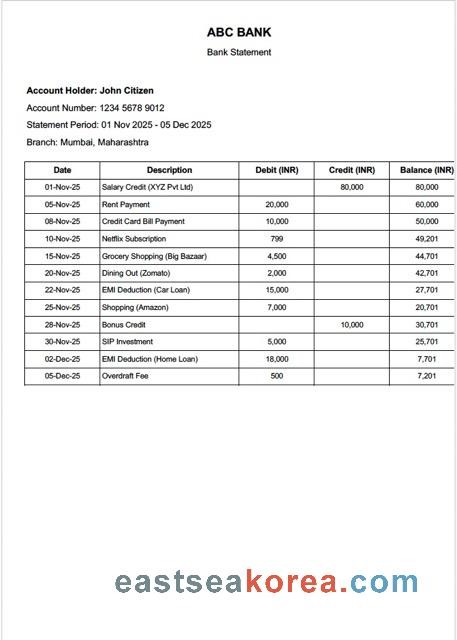 ABC BANK
Bank Statement
Account Holder: John Citizen
Account Number: 1234 5678 9012
Statement Period: 01 Nov 2025 - 05 Dec 2025
Branch: Mumbai, Maharashtra
Date Description Debit (INR) Credit (INR) Balance (INR)
01-Nov-25 Salary Credit (XYZ Pvt Ltd) 80,000 80,000
05-Nov-25 Rent Payment 20,000 60,000
08-Nov-25 Credit Card Bill Payment 10,000 50,000
10-Nov-25 Netflix Subscription 799 49,201
15-Nov-25 Grocery Shopping (Big Bazaar) 4,500 44,701
20-Nov-25 Dining Out (Zomato) 2,000 42,701
22-Nov-25 EMI Deduction (Car Loan) 15,000 27,701
25-Nov-25 Shopping (Amazon) 7,000 20,701
28-Nov-25 Bonus Credit 10,000 30,701
30-Nov-25 SIP Investment 5,000 25,701
02-Dec-25 EMI Deduction (Home Loan) 18,000 7,701
05-Dec-25 Overdraft Fee 500 7,201
eastseakorea.com